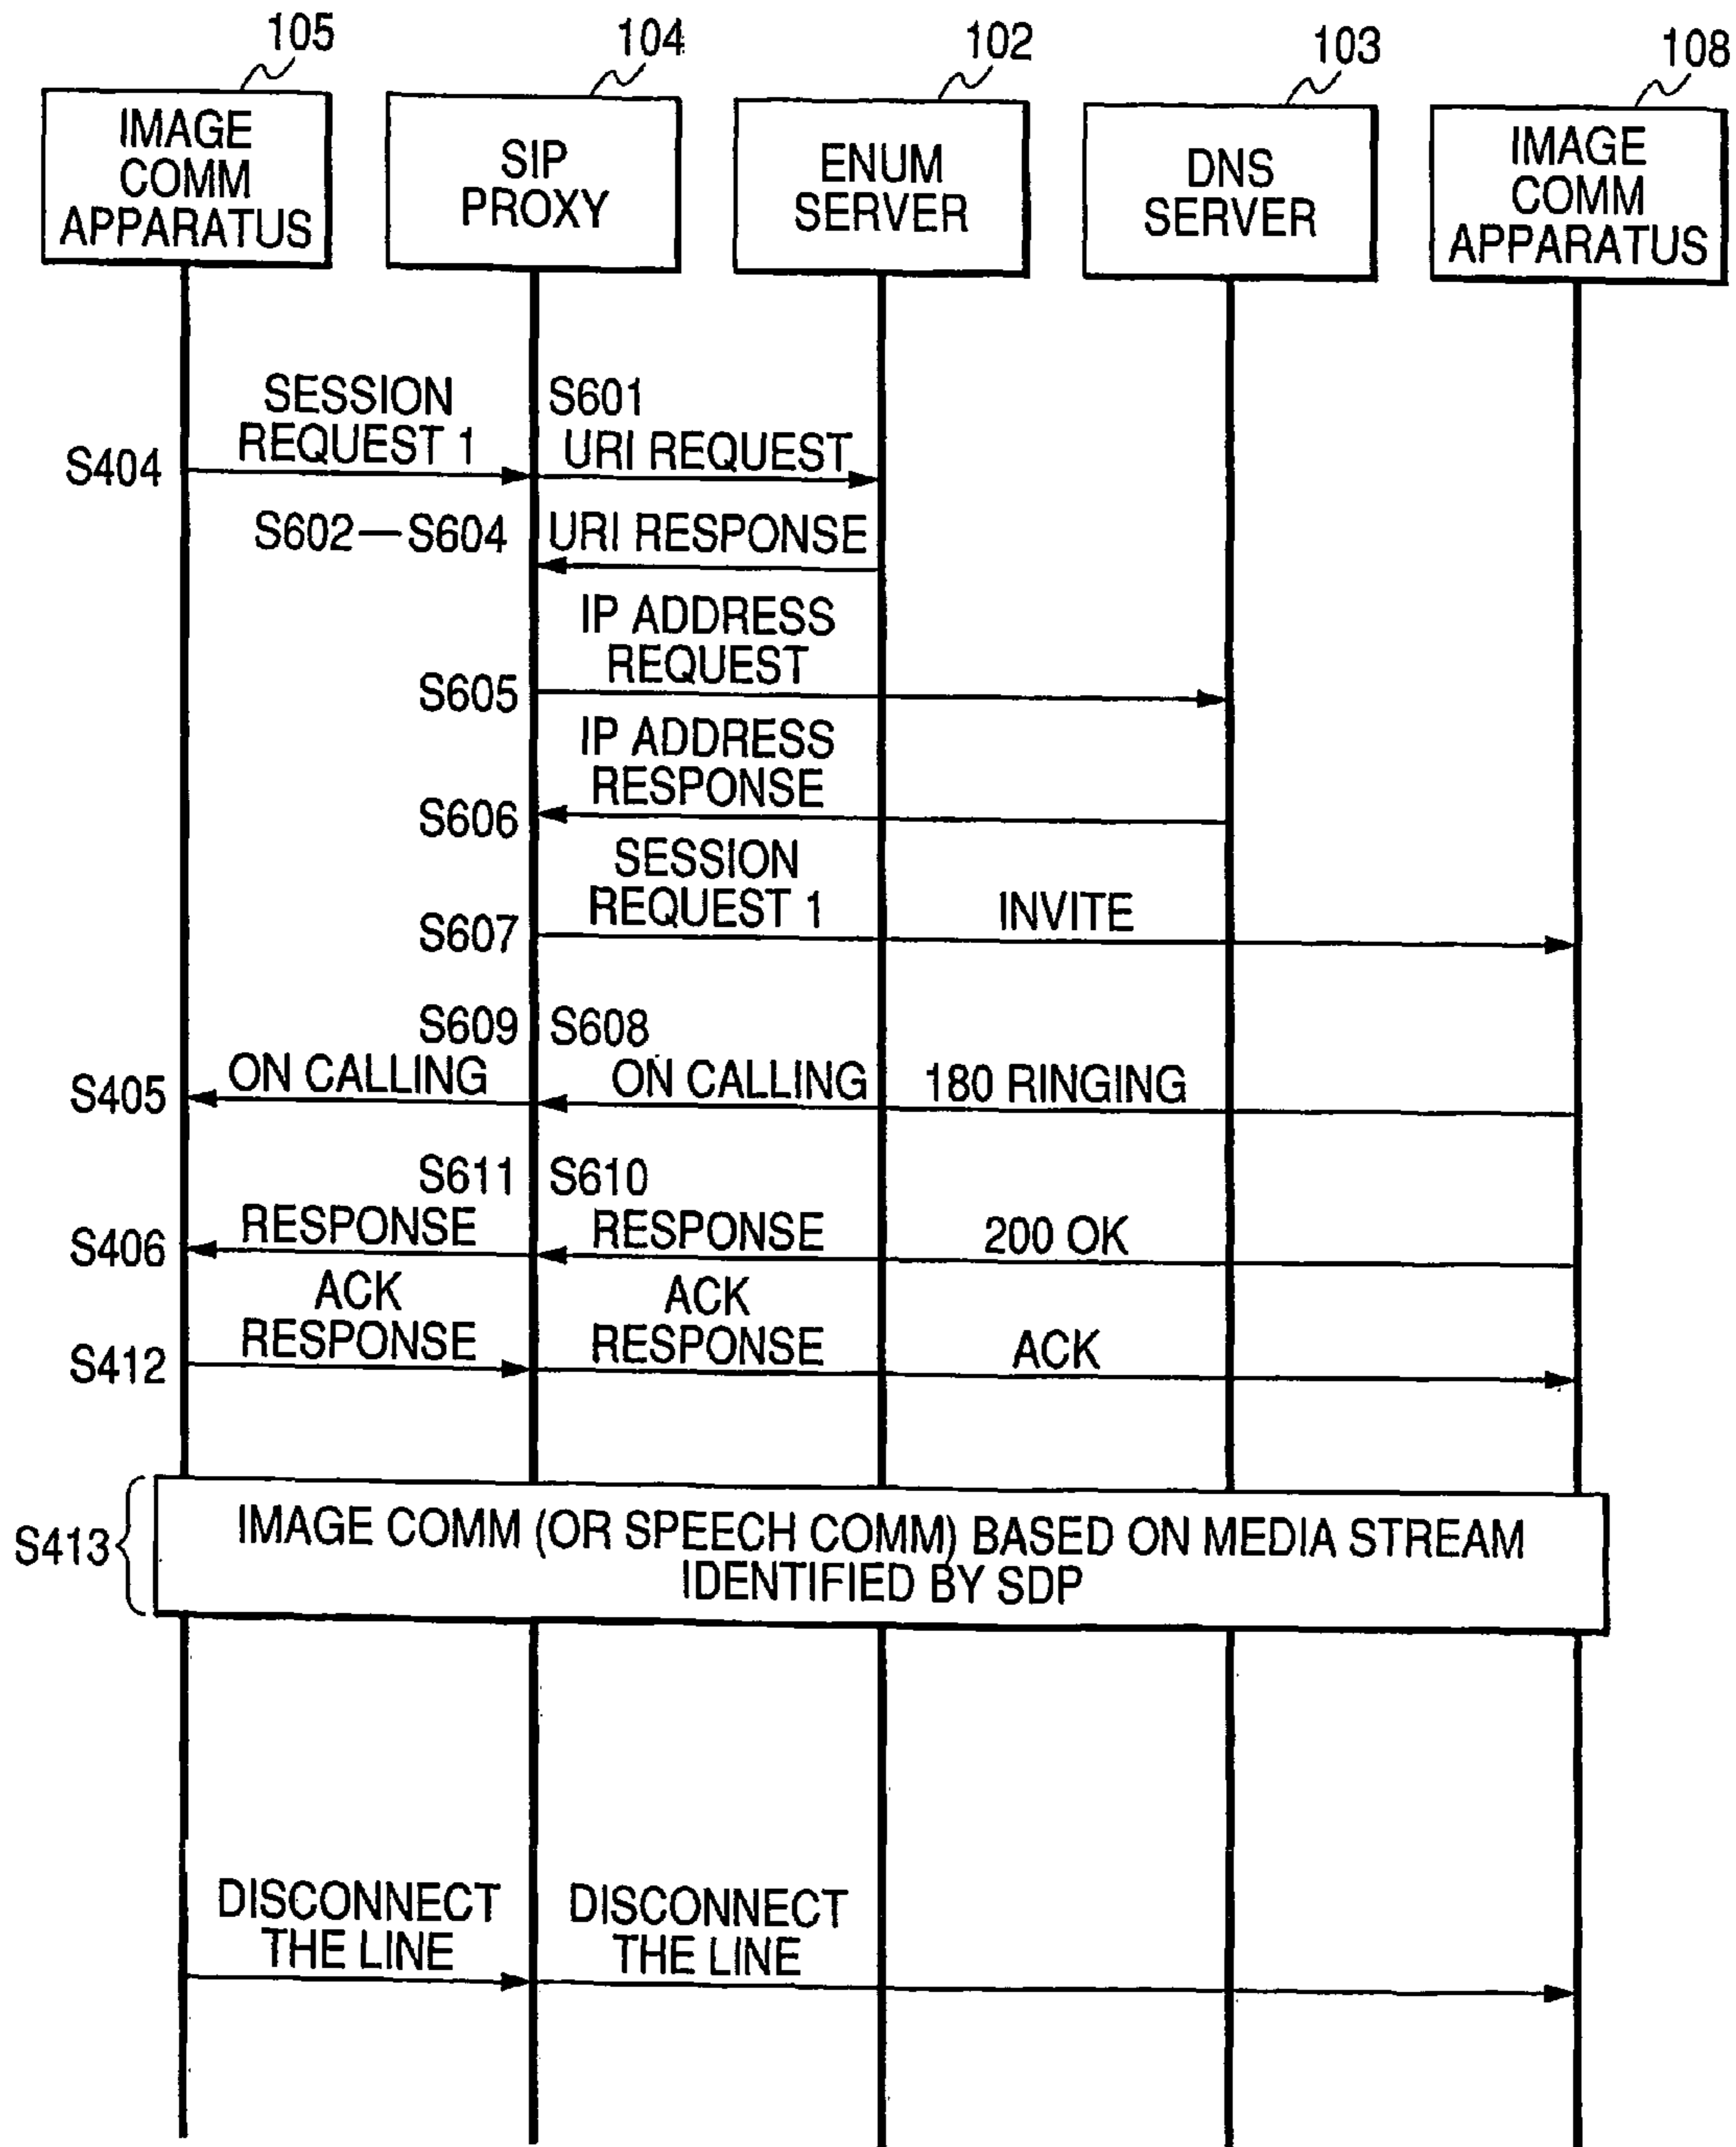 105
104
102
103
108
IMAGE
COMM
APPARATUS
SIP
PROXY
ENUM
SERVER
DNS
SERVER
IMAGE
COMM
APPARATUS
SESSION
REQUEST 1
S404
S601
URI REQUEST
S602—S604
URI RESPONSE
IP ADDRESS
REQUEST
S605
IP ADDRESS
RESPONSE
S606
SESSION
REQUEST 1
INVITE
S607
S609
S608
S405
ON CALLING
ON CALLING
180 RINGING
S611
S610
S406
RESPONSE
RESPONSE
200 OK
ACK
RESPONSE
ACK
RESPONSE
ACK
S412
S413
IMAGE COMM (OR SPEECH COMM) BASED ON MEDIA STREAM
IDENTIFIED BY SDP
DISCONNECT
THE LINE
DISCONNECT
THE LINE